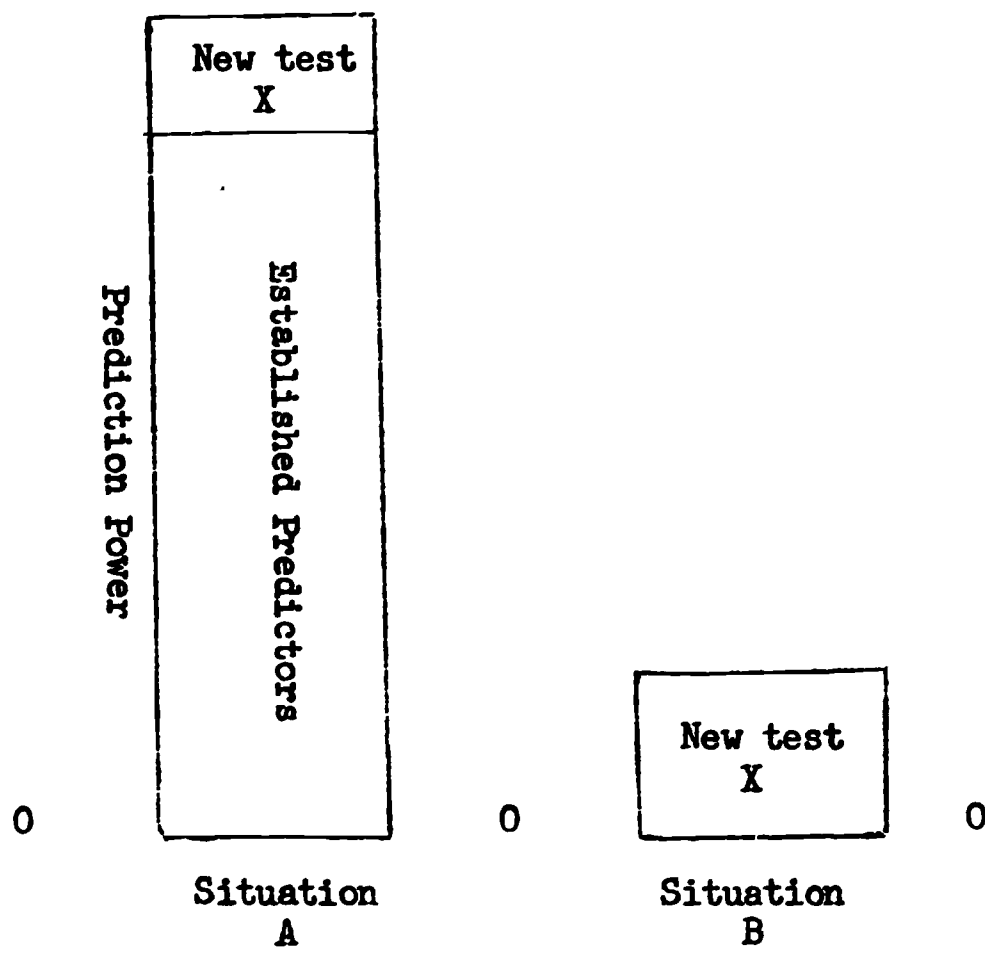 New test
X
Prediction Power
Established Predictors
New test
X
0
0
0
Situation
A
Situation
B